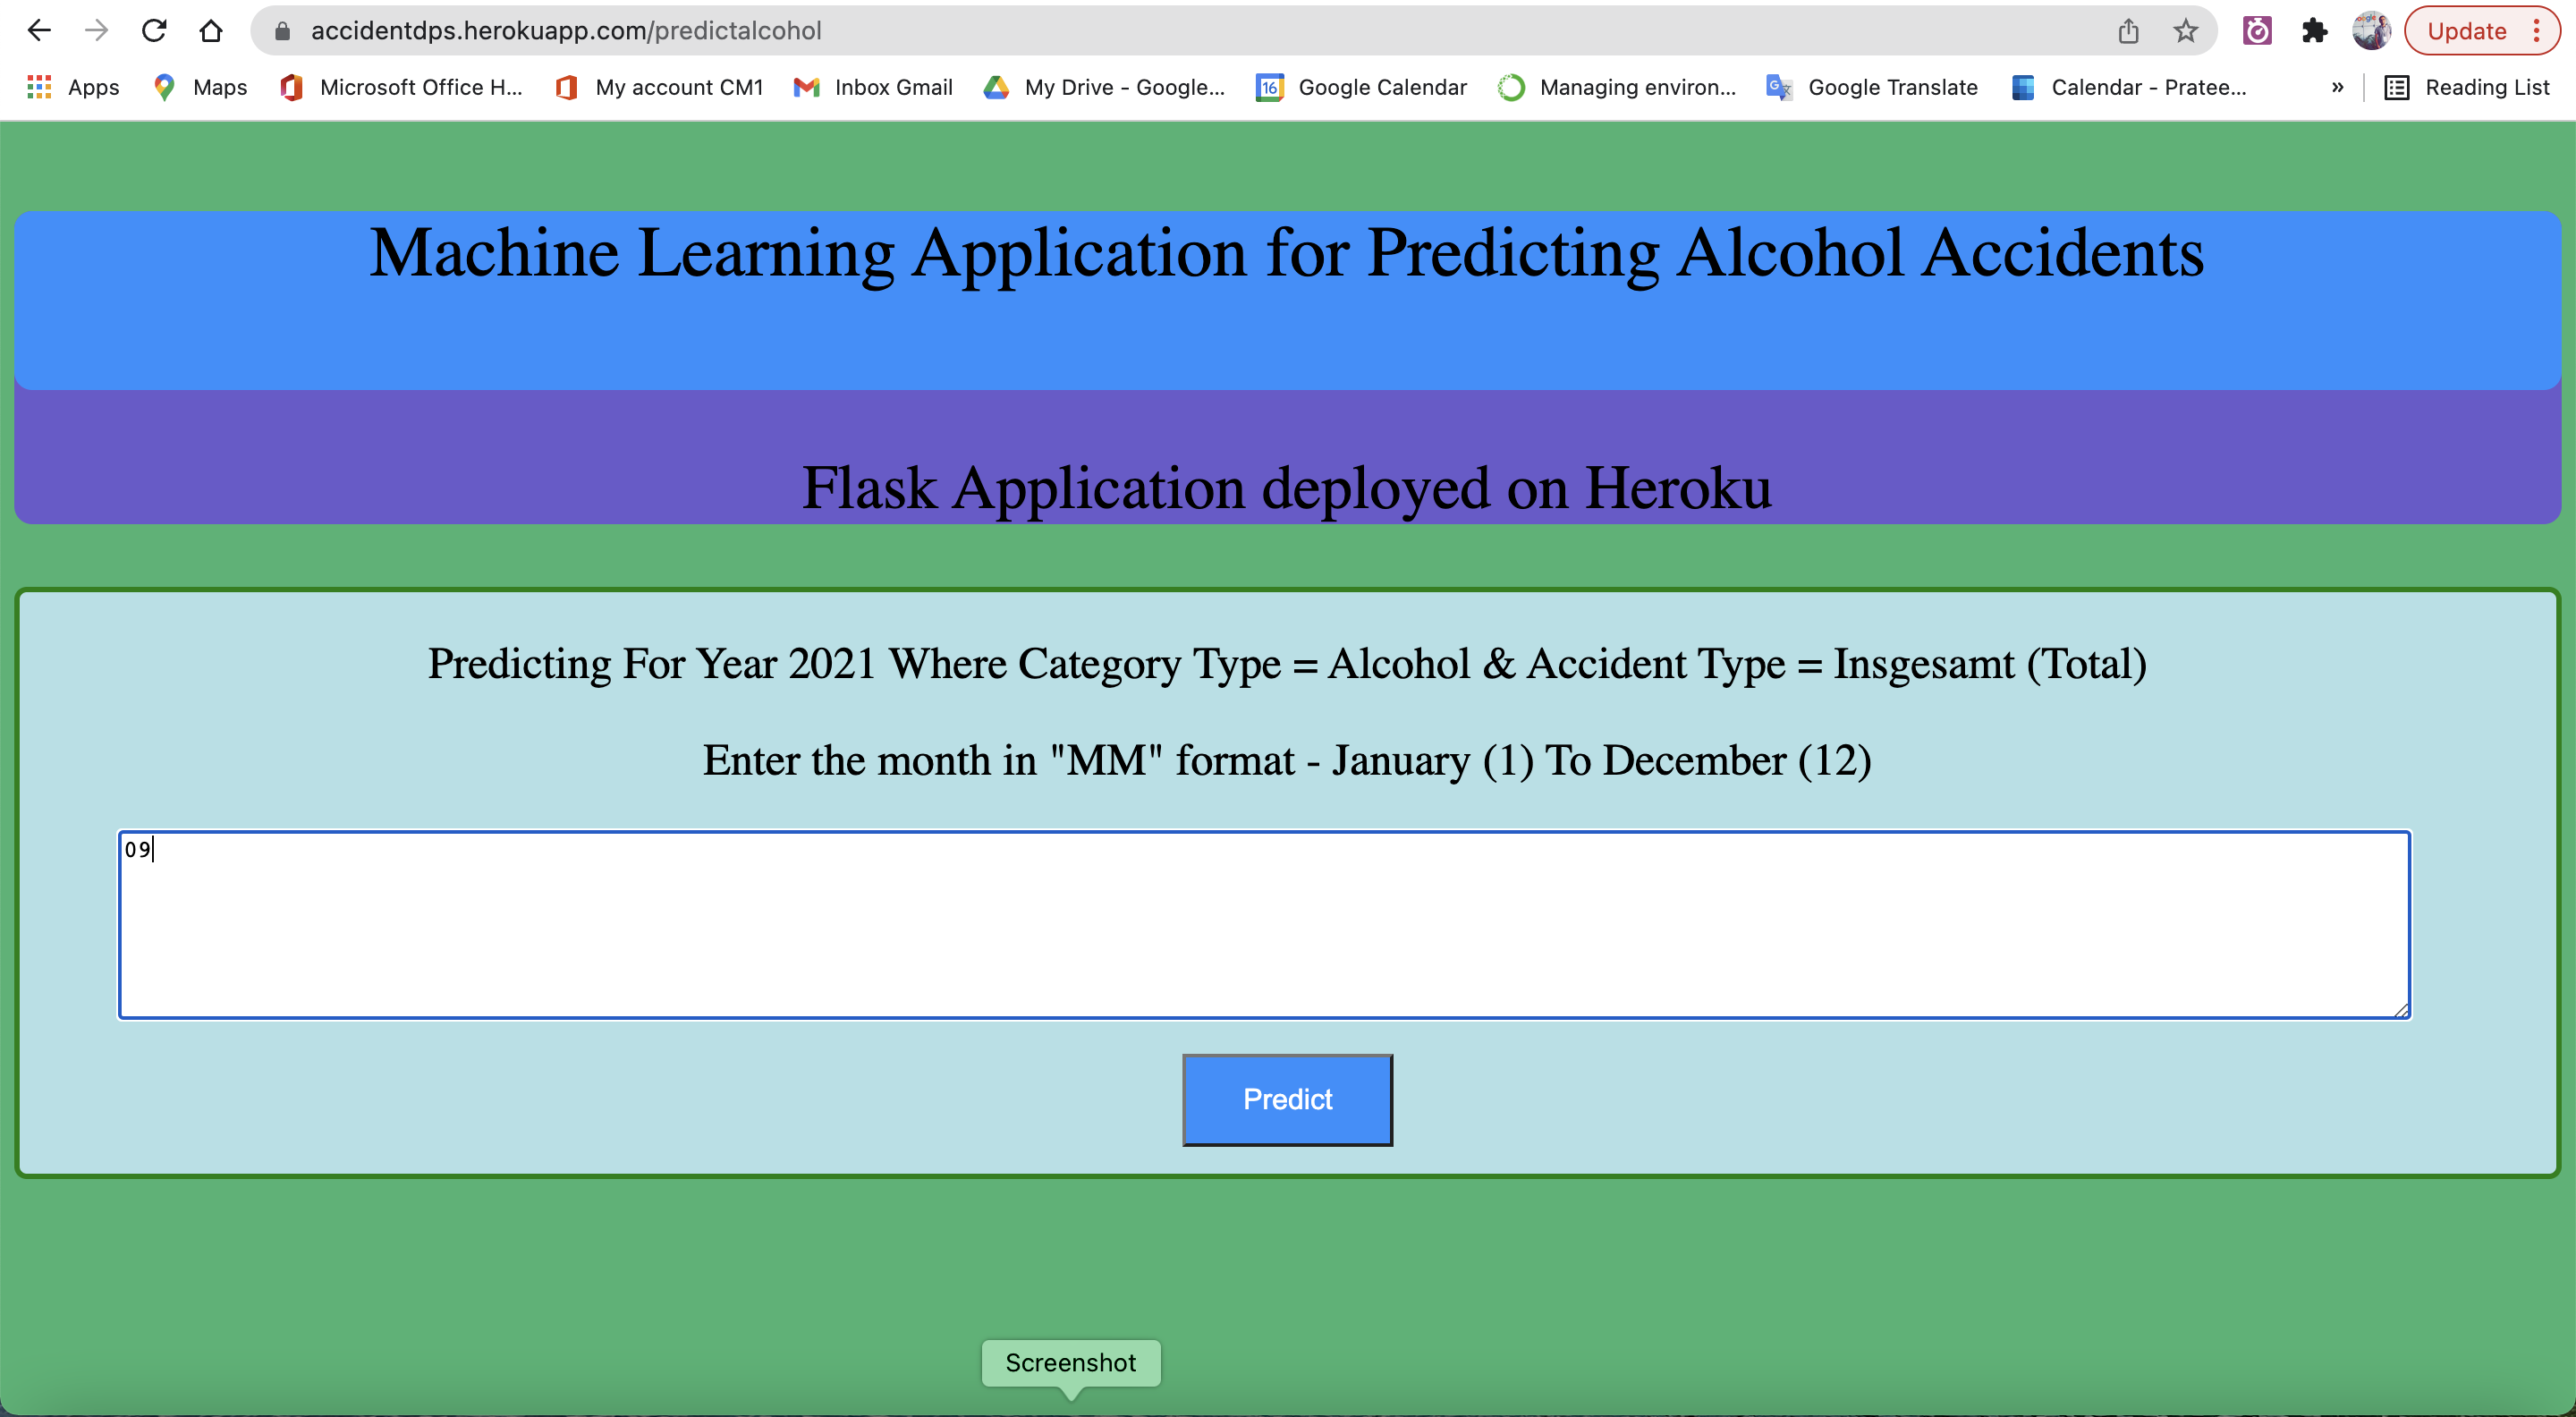 accidentdps.herokuapp.com/predictalcohol
Update
Apps Maps Microsoft Office H... My account CM1 Inbox Gmail My Drive - Google... 16 Google Calendar Managing environ... Google Translate Calendar - Pratee... » Reading List
Machine Learning Application for Predicting Alcohol Accidents
Flask Application deployed on Heroku
Predicting For Year 2021 Where Category Type = Alcohol & Accident Type = Insgesamt (Total)
Enter the month in "MM" format - January (1) To December (12)
09
Predict
Screenshot